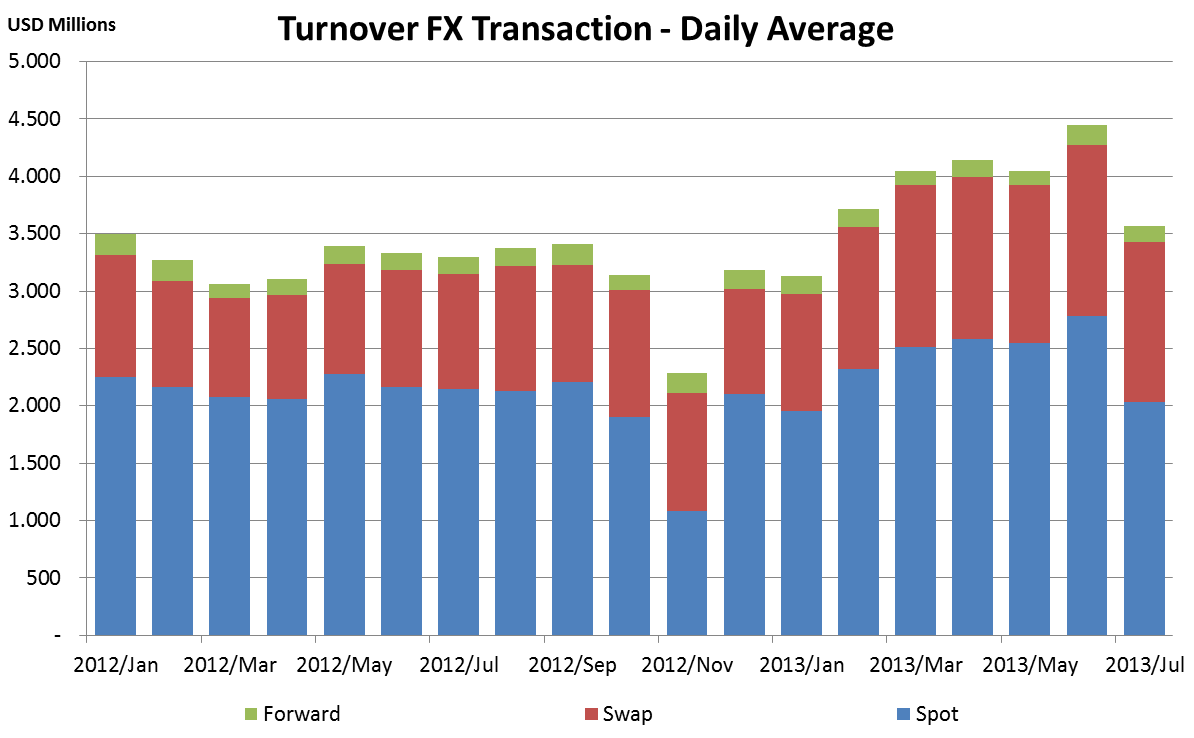 USD Millions
Turnover FX Transaction - Daily Average
5.000
4.500
4.000
3.500
3.000
2.500
2.000
1.500
1.000
500
-
2012/Jan 2012/Mar 2012/May 2012/Jul 2012/Sep 2012/Nov 2013/Jan 2013/Mar 2013/May 2013/Jul
Forward Swap Spot